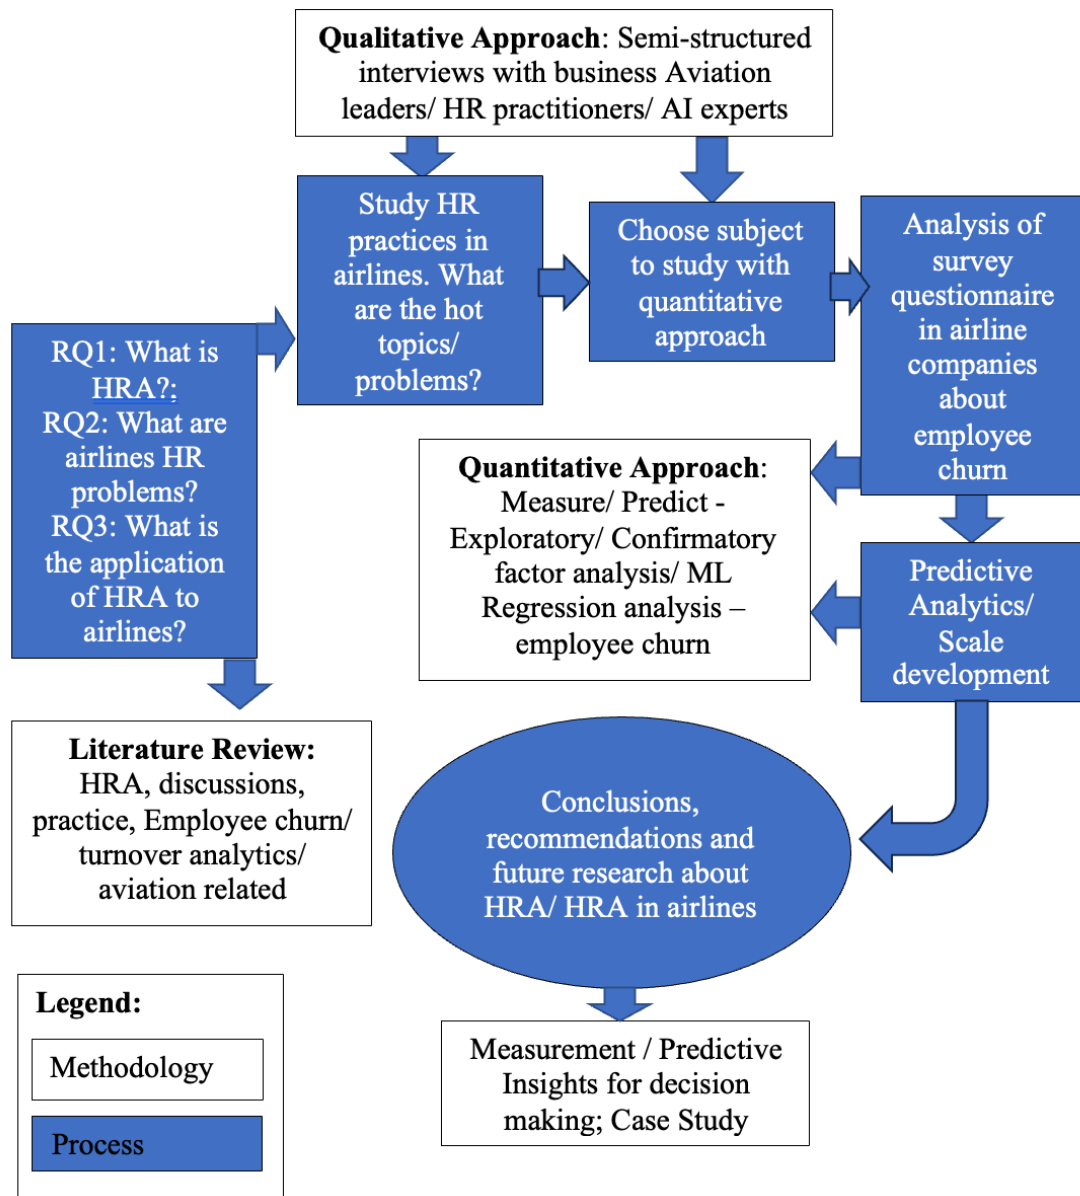 Qualitative Approach: Semi-structured
interviews with business Aviation
leaders/ HR practitioners/ AI experts
Study HR
practices in
airlines. What
are the hot
topics/
problems?
Choose subject
to study with
quantitative
approach
Analysis of
survey
questionnaire
in airline
companies
about
employee
churn
RQ1: What is
HRA?:
RQ2: What are
airlines HR
problems?
RQ3: What is
the application
of HRA to
airlines?
Quantitative Approach:
Measure/ Predict -
Exploratory/ Confirmatory
factor analysis/ ML
Regression analysis –
employee churn
Predictive
Analytics/
Scale
development
Literature Review:
HRA, discussions,
practice, Employee churn/
turnover analytics/
aviation related
Conclusions,
recommendations and
future research about
HRA/ HRA in airlines
Legend:
Methodology
Process
Measurement / Predictive
Insights for decision
making; Case Study